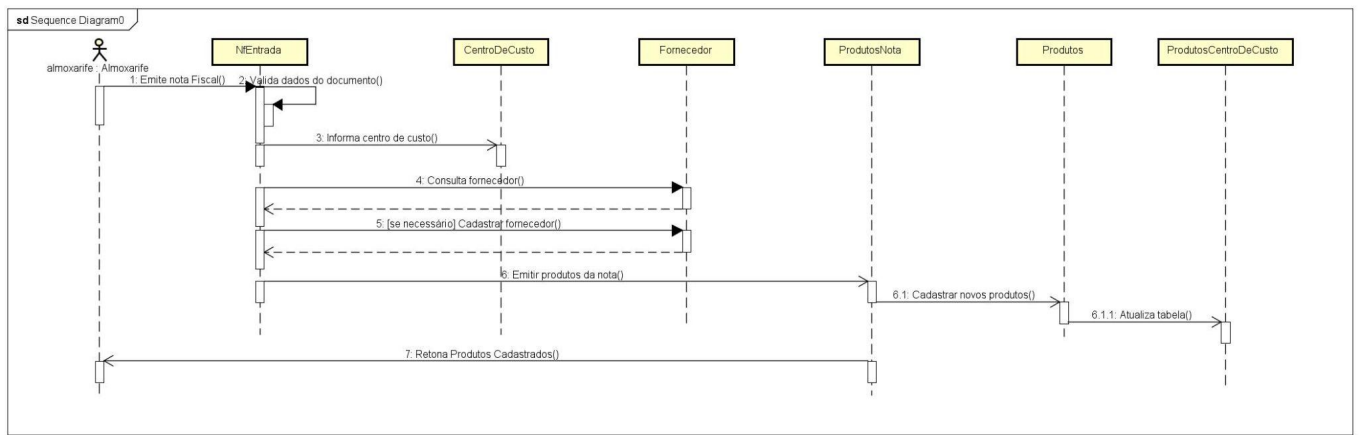 sd Sequence Diagram0
almoxarife : Almoxarife
NfEntrada
CentroDeCusto
Fornecedor
ProdutosNota
Produtos
ProdutosCentroDeCusto
1: Emite nota Fiscal()
2: Valida dados do documento()
3: Informa centro de custo()
4: Consulta fornecedor()
5: [se necessário] Cadastrar fornecedor()
6: Emitir produtos da nota()
6.1: Cadastrar novos produtos()
6.1.1: Atualiza tabela()
7: Retona Produtos Cadastrados()